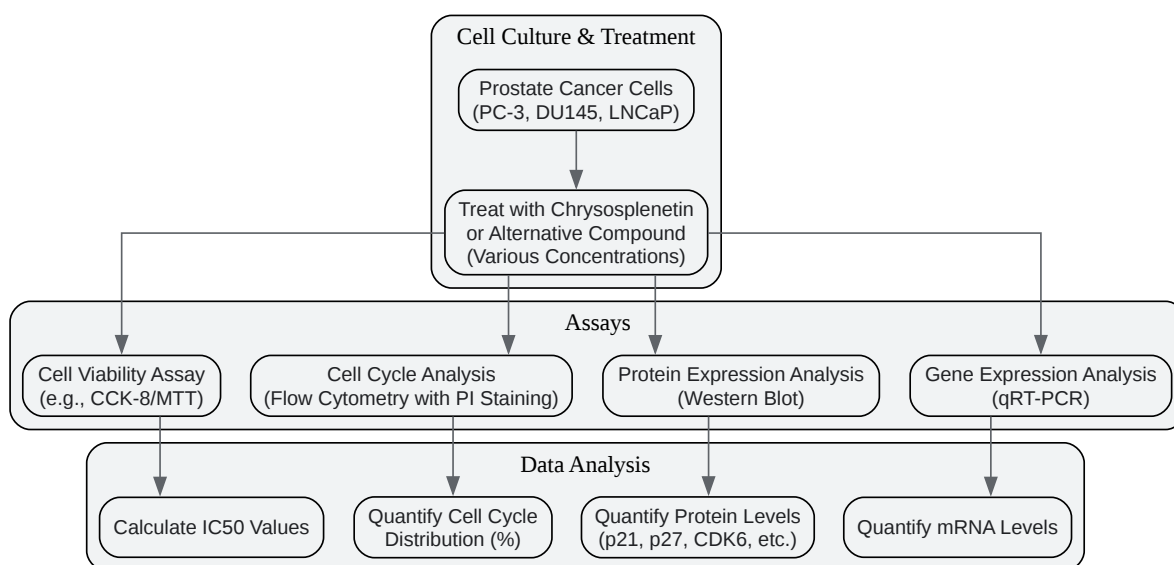 Cell Culture & Treatment
Prostate Cancer Cells
(PC-3, DU145, LNCaP)
Treat with Chrysosplenetin
or Alternative Compound
(Various Concentrations)
Assays
Cell Viability Assay
(e.g., CCK-8/MTT)
Cell Cycle Analysis
(Flow Cytometry with PI Staining)
Protein Expression Analysis
(Western Blot)
Gene Expression Analysis
(qRT-PCR)
Data Analysis
Calculate IC50 Values
Quantify Cell Cycle
Distribution (%)
Quantify Protein Levels
(p21, p27, CDK6, etc.)
Quantify mRNA Levels